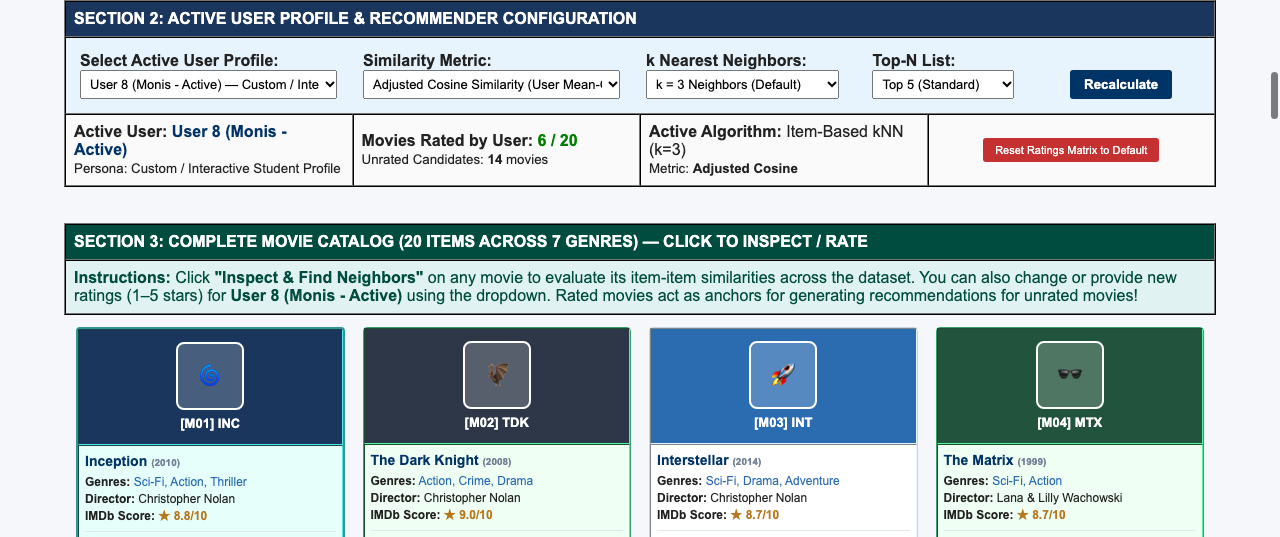 SECTION 2: ACTIVE USER PROFILE & RECOMMENDER CONFIGURATION
Select Active User Profile:
Similarity Metric:
k Nearest Neighbors:
Top-N List:
User 8 (Monis - Active) — Custom / Inte
Adjusted Cosine Similarity (User Mean-
k = 3 Neighbors (Default)
Top 5 (Standard)
Recalculate
Active User: User 8 (Monis -
Active)
Persona: Custom / Interactive Student Profile
Movies Rated by User: 6 / 20
Unrated Candidates: 14 movies
Active Algorithm: Item-Based kNN
(k=3)
Metric: Adjusted Cosine
Reset Ratings Matrix to Default
SECTION 3: COMPLETE MOVIE CATALOG (20 ITEMS ACROSS 7 GENRES) — CLICK TO INSPECT / RATE
Instructions: Click "Inspect & Find Neighbors" on any movie to evaluate its item-item similarities across the dataset. You can also change or provide new
ratings (1–5 stars) for User 8 (Monis - Active) using the dropdown. Rated movies act as anchors for generating recommendations for unrated movies!
[M01] INC
Inception (2010)
Genres: Sci-Fi, Action, Thriller
Director: Christopher Nolan
IMDb Score: ★ 8.8/10
[M02] TDK
The Dark Knight (2008)
Genres: Action, Crime, Drama
Director: Christopher Nolan
IMDb Score: ★ 9.0/10
[M03] INT
Interstellar (2014)
Genres: Sci-Fi, Drama, Adventure
Director: Christopher Nolan
IMDb Score: ★ 8.7/10
[M04] MTX
The Matrix (1999)
Genres: Sci-Fi, Action
Director: Lana & Lilly Wachowski
IMDb Score: ★ 8.7/10